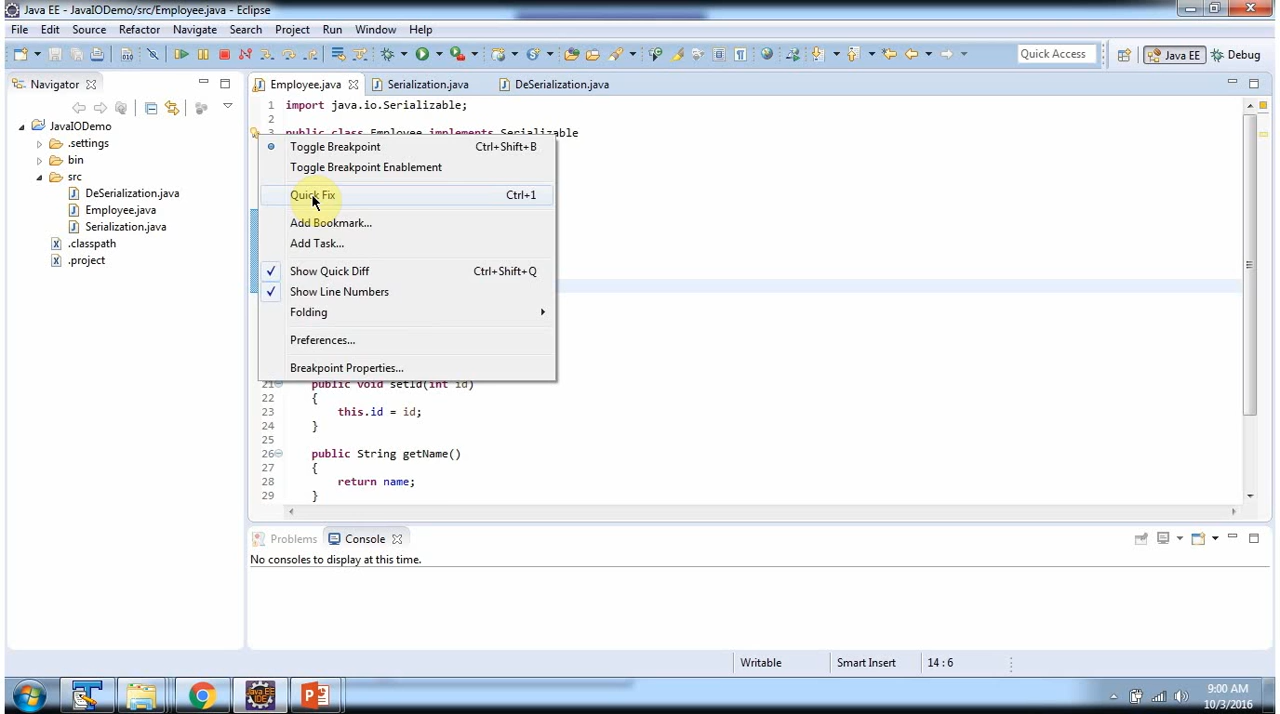 Java EE - JavaIODemo/src/Employee.java - Eclipse
File Edit Source Refactor Navigate Search Project Run Window Help
Quick Access
Java EE
Debug
Navigator
JavaIODemo
.settings
bin
src
DeSerialization.java
Employee.java
Serialization.java
.classpath
.project
Employee.java
Serialization.java
DeSerialization.java
1 import java.io.Serializable;
2
3 public class Employee implements Serializable
Toggle Breakpoint Ctrl+Shift+B
Toggle Breakpoint Enablement
Quick Fix Ctrl+1
Add Bookmark...
Add Task...
Show Quick Diff Ctrl+Shift+Q
Show Line Numbers
Folding
Preferences...
Breakpoint Properties...
21 public void setId(int id)
22 {
23 this.id = id;
24 }
25
26 public String getName()
27 {
28 return name;
29 }
Problems
Console
No consoles to display at this time.
Writable
Smart Insert
14 : 6
Java EE
IDE
9:00 AM
10/3/2016